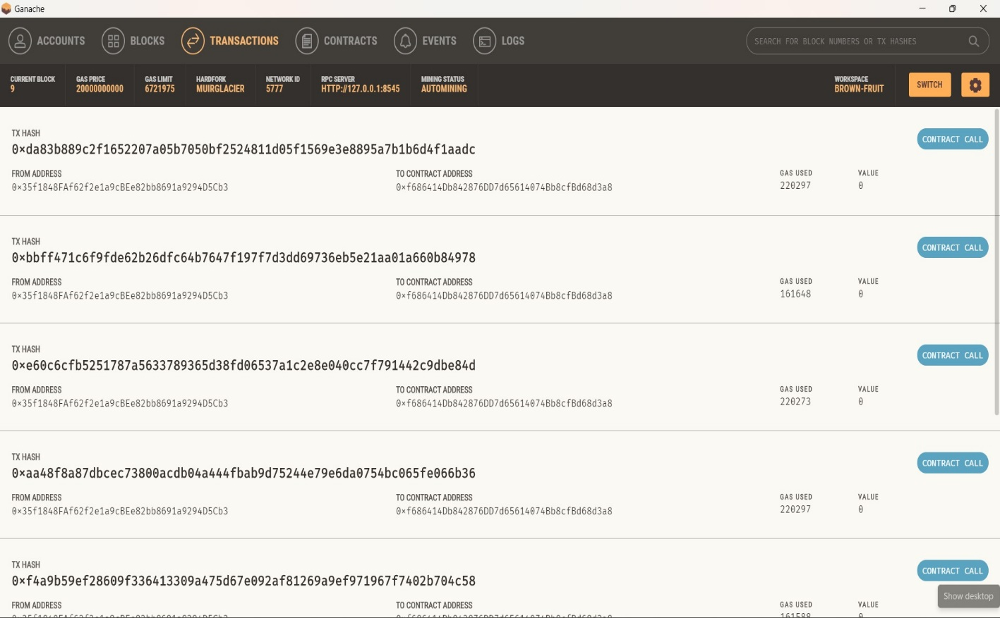 Ganache
ACCOUNTS BLOCKS TRANSACTIONS CONTRACTS EVENTS LOGS SEARCH FOR BLOCK NUMBERS OR TX HASHES
CURRENT BLOCK GAS PRICE GAS LIMIT HARDFORK NETWORK ID RPC SERVER MINING STATUS WORKSPACE
9 20000000000 6721975 MUIRGLACIER 5777 HTTP://127.0.0.1:8545 AUTOMINING BROWN-FRUIT SWITCH
TX HASH
0×da83b889c2f1652207a05b7050bf2524811d05f1569e3e8895a7b1b6d4f1aadc CONTRACT CALL
FROM ADDRESS TO CONTRACT ADDRESS GAS USED VALUE
0×35f1848FAf62f2e1a9cBEe82bb8691a9294D5Cb3 0×f686414Db842876DD7d65614074Bb8cfBd68d3a8 220297 0
TX HASH
0×bbff471c6f9fde62b26dfc64b7647f197f7d3dd69736eb5e21aa01a660b84978 CONTRACT CALL
FROM ADDRESS TO CONTRACT ADDRESS GAS USED VALUE
0×35f1848FAf62f2e1a9cBEe82bb8691a9294D5Cb3 0×f686414Db842876DD7d65614074Bb8cfBd68d3a8 161648 0
TX HASH
0×e60c6cfb5251787a5633789365d38fd06537a1c2e8e040cc7f791442c9dbe84d CONTRACT CALL
FROM ADDRESS TO CONTRACT ADDRESS GAS USED VALUE
0×35f1848FAf62f2e1a9cBEe82bb8691a9294D5Cb3 0×f686414Db842876DD7d65614074Bb8cfBd68d3a8 220273 0
TX HASH
0×aa48f8a87dbcec73800acdb04a444fbab9d75244e79e6da0754bc065fe066b36 CONTRACT CALL
FROM ADDRESS TO CONTRACT ADDRESS GAS USED VALUE
0×35f1848FAf62f2e1a9cBEe82bb8691a9294D5Cb3 0×f686414Db842876DD7d65614074Bb8cfBd68d3a8 220297 0
TX HASH
0×f4a9b59ef28609f336413309a475d67e092af81269a9ef971967f7402b704c58 CONTRACT CALL
Show desktop
FROM ADDRESS TO CONTRACT ADDRESS GAS USED VALUE